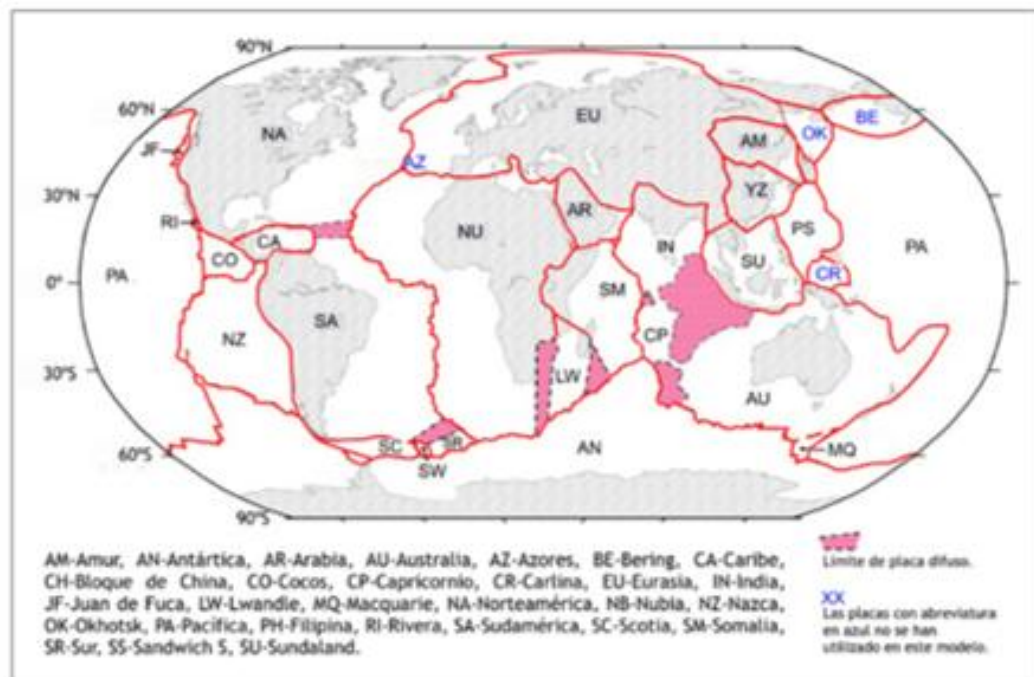 90°N
60°N
30°N
0°
30°S
60°S
90°S
NA
EU
BE
OK
AM
JF
AZ
YZ
AR
PS
RI
CA
NU
IN
PA
CO
SU
CR
PA
SM
SA
NZ
CP
LW
AU
SC
SR
AN
MQ
SW
AM-Amur, AN-Antártica, AR-Arabia, AU-Australia, AZ-Azores, BE-Bering, CA-Caribe,
CH-Bloque de China, CO-Cocos, CP-Capricornio, CR-Carlina, EU-Eurasia, IN-India,
JF-Juan de Fuca, LW-Lwandle, MQ-Macquarie, NA-Norteamérica, NB-Nubia, NZ-Nazca,
OK-Okhotsk, PA-Pacífica, PH-Filipina, RI-Rivera, SA-Sudamérica, SC-Scotia, SM-Somalia,
SR-Sur, SS-Sandwich S, SU-Sundaland.
Límite de placa difuso.
XX
Las placas con abreviatura
en azul no se han
utilizado en este modelo.